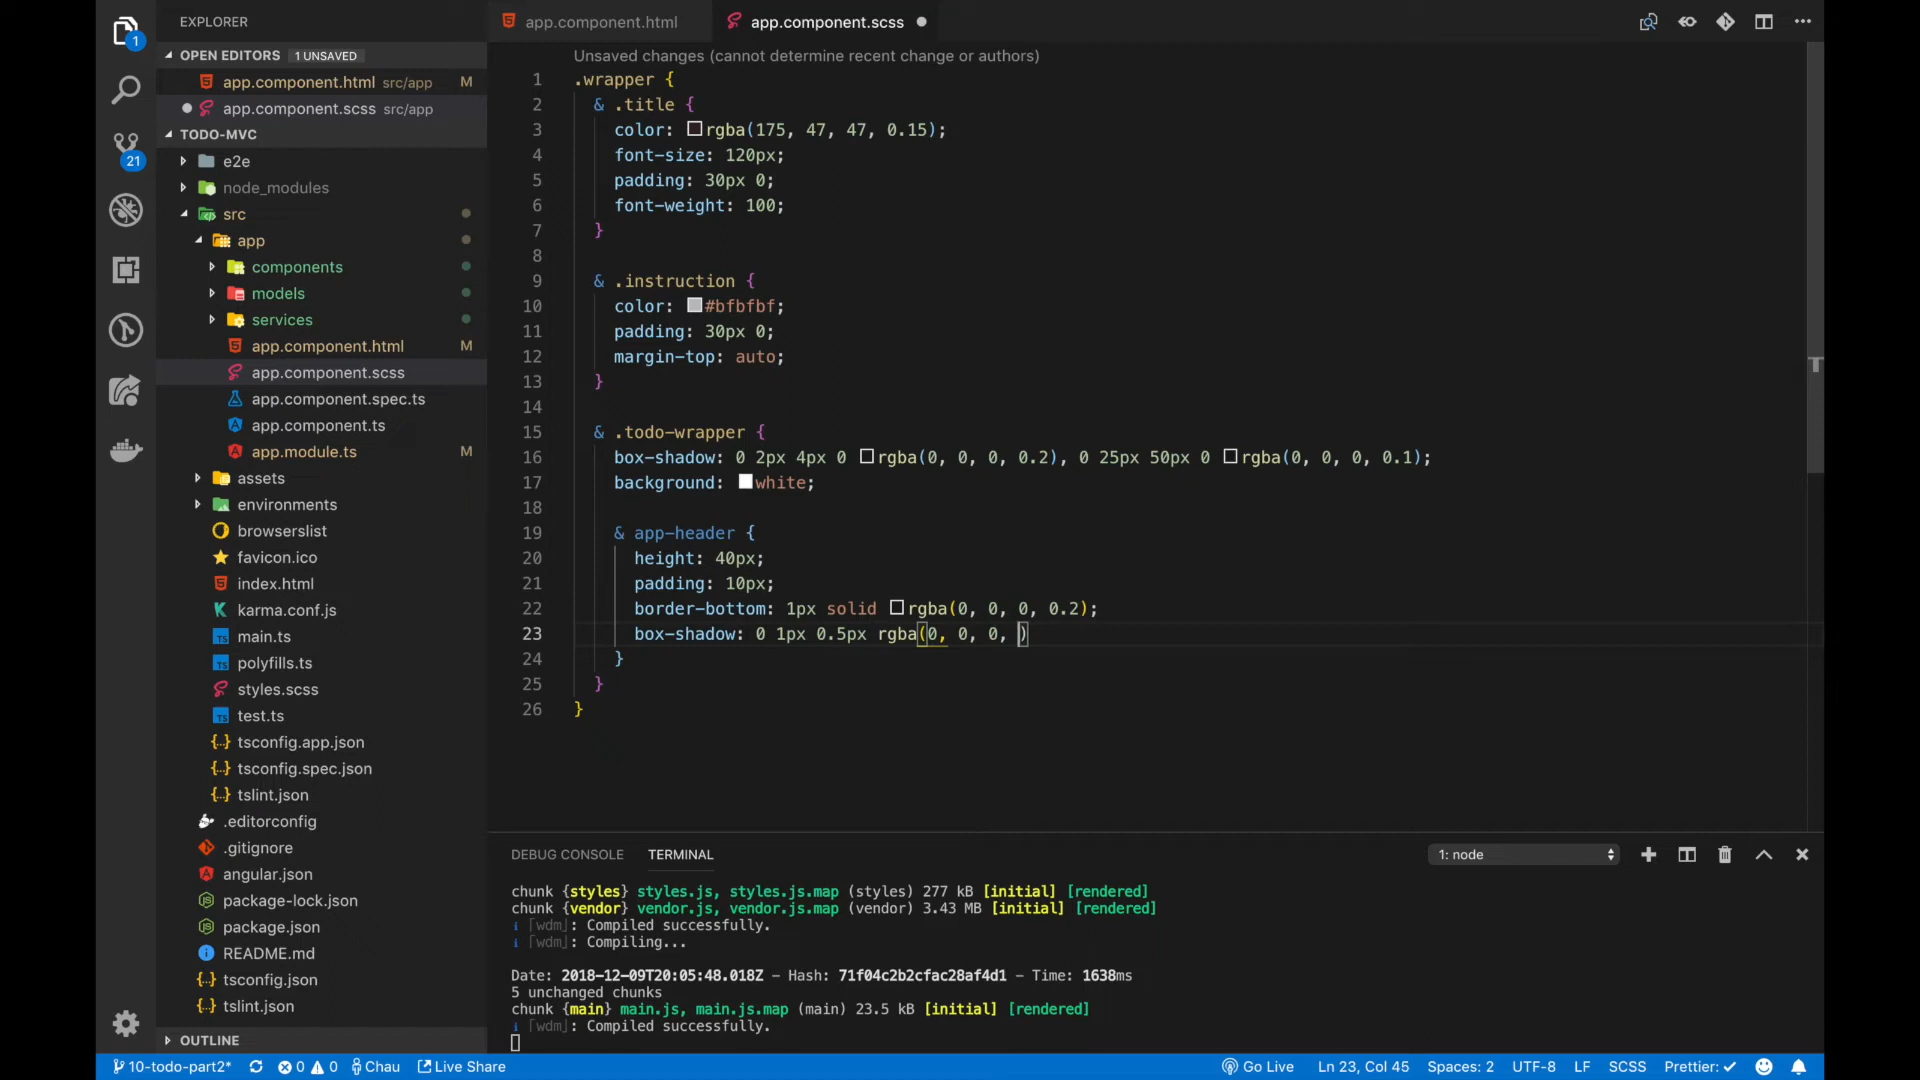 EXPLORER
OPEN EDITORS 1 UNSAVED
app.component.html src/app M
app.component.scss src/app
TODO-MVC
e2e
node_modules
src
app
components
models
services
app.component.html M
app.component.scss
app.component.spec.ts
app.component.ts
app.module.ts M
assets
environments
browserslist
favicon.ico
index.html
karma.conf.js
main.ts
polyfills.ts
styles.scss
test.ts
tsconfig.app.json
tsconfig.spec.json
tslint.json
.editorconfig
.gitignore
angular.json
package-lock.json
package.json
README.md
tsconfig.json
tslint.json
OUTLINE
1
21
app.component.html
app.component.scss
Unsaved changes (cannot determine recent change or authors)
1 .wrapper {
2 & .title {
3 color: rgba(175, 47, 47, 0.15);
4 font-size: 120px;
5 padding: 30px 0;
6 font-weight: 100;
7 }
8
9 & .instruction {
10 color: #bfbfbf;
11 padding: 30px 0;
12 margin-top: auto;
13 }
14
15 & .todo-wrapper {
16 box-shadow: 0 2px 4px 0 rgba(0, 0, 0, 0.2), 0 25px 50px 0 rgba(0, 0, 0, 0.1);
17 background: white;
18
19 & app-header {
20 height: 40px;
21 padding: 10px;
22 border-bottom: 1px solid rgba(0, 0, 0, 0.2);
23 box-shadow: 0 1px 0.5px rgba(0, 0, 0, )
24 }
25 }
26 }
DEBUG CONSOLE TERMINAL 1: node
chunk {styles} styles.js, styles.js.map (styles) 277 kB [initial] [rendered]
chunk {vendor} vendor.js, vendor.js.map (vendor) 3.43 MB [initial] [rendered]
i ｢wdm｣: Compiled successfully.
i ｢wdm｣: Compiling...
Date: 2018-12-09T20:05:48.018Z - Hash: 71f04c2b2cfac28af4d1 - Time: 1638ms
5 unchanged chunks
chunk {main} main.js, main.js.map (main) 23.5 kB [initial] [rendered]
i ｢wdm｣: Compiled successfully.
10-todo-part2* 0 0 Chau Live Share Go Live Ln 23, Col 45 Spaces: 2 UTF-8 LF SCSS Prettier: ✓